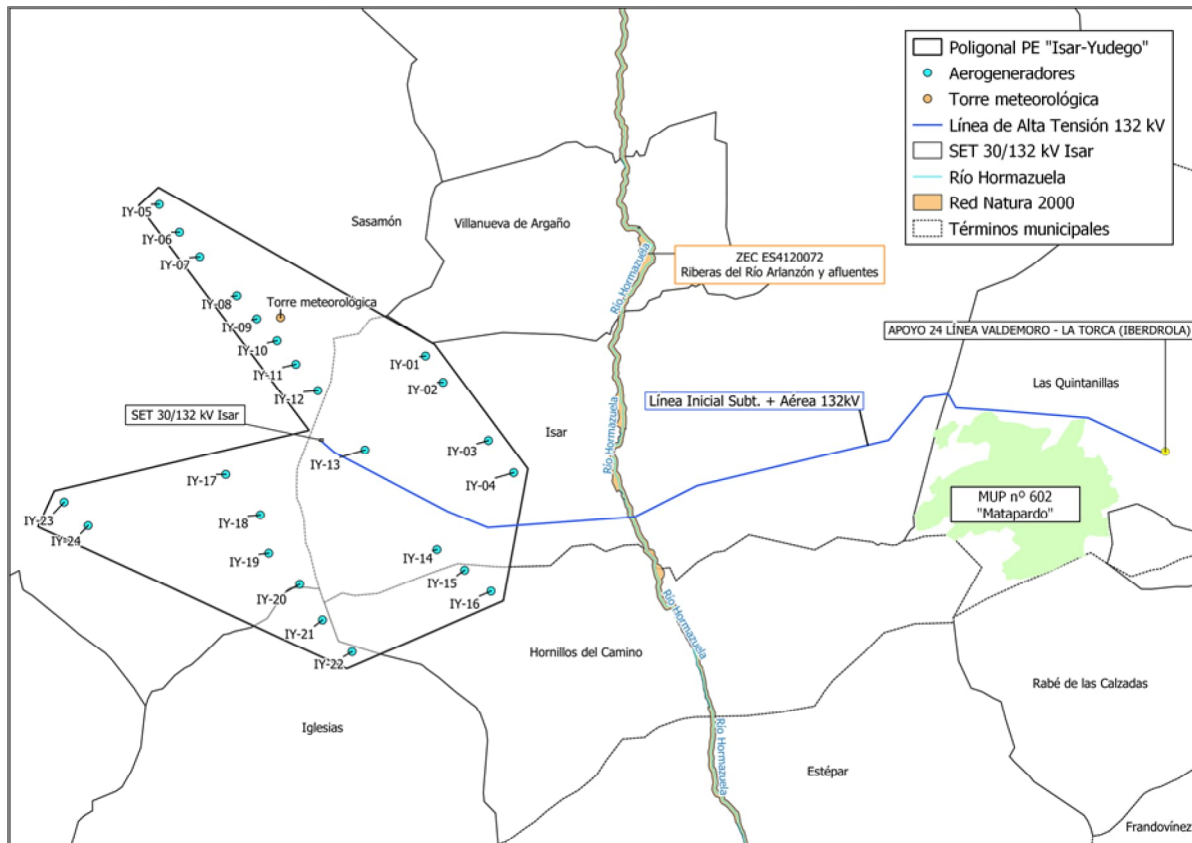 Poligonal PE "Isar-Yudego"
Aerogeneradores
Torre meteorológica
Línea de Alta Tensión 132 kV
SET 30/132 kV Isar
Río Hormazuela
Red Natura 2000
Términos municipales
IY-05
IY-06
IY-07
IY-08
IY-09
Torre meteorológica
IY-10
IY-11
IY-12
SET 30/132 kV Isar
IY-13
IY-01
IY-02
IY-03
IY-04
IY-17
IY-18
IY-19
IY-20
IY-21
IY-22
IY-23
IY-24
IY-14
IY-15
IY-16
Sasamón
Villanueva de Argaño
ZEC ES4120072
Riberas del Río Arlanzón y afluentes
Río Hormazuela
APOYO 24 LÍNEA VALDEMORO - LA TORCA (IBERDROLA)
Las Quintanillas
Línea Inicial Subt. + Aérea 132kV
Isar
Río Hormazuela
MUP nº 602
"Matapardo"
Río Hormazuela
Hornillos del Camino
Rabé de las Calzadas
Iglesias
Río Hormazuela
Estépar
Frandovínez